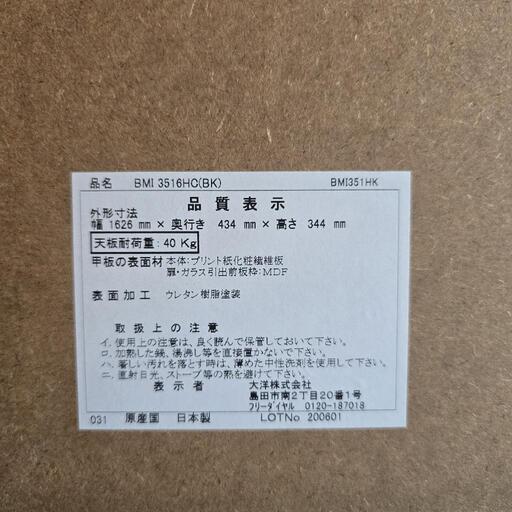 品名 BMI 3516HC(BK) BMI351HK
品質表示
外形寸法
幅 1626 mm × 奥行き 434 mm × 高さ 344 mm
天板耐荷重:40 Kg
甲板の表面材 本体:プリント紙化粧繊維板
扉・ガラス引出前板枠:MDF
表面加工 ウレタン樹脂塗装
取扱上の注意
イ.使用上の注意は、良く読んで保管しておいて下さい。
ロ.加熱した鍋、湯沸し等を直接置かないで下さい。
ハ.著しい汚れを落とす時は、薄めた中性洗剤を使用して下さい。
ニ.直射日光、ストーブ等の熱を避けて下さい。
表示者 大洋株式会社
島田市南2丁目20番1号
フリーダイヤル 0120-187018
031 原産国 日本製 LOTNo 200601